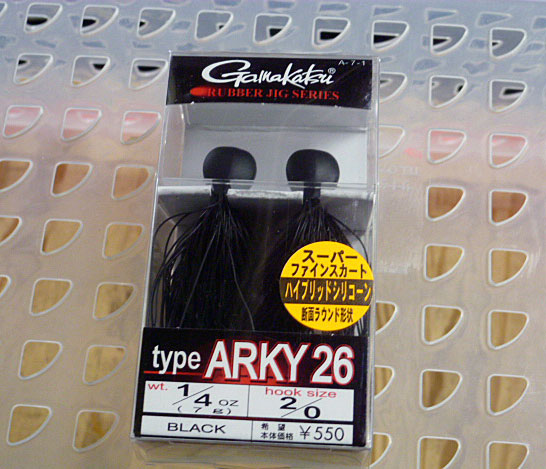 A-7-1
Gamakatsu®
RUBBER JIG SERIES
スーパー
ファインスカート
ハイブリッドシリコーン
断面ラウンド形状
type ARKY 26
wt. 1/4 oz
(7g)
hook size
2/0
BLACK
希望
本体価格 ¥550